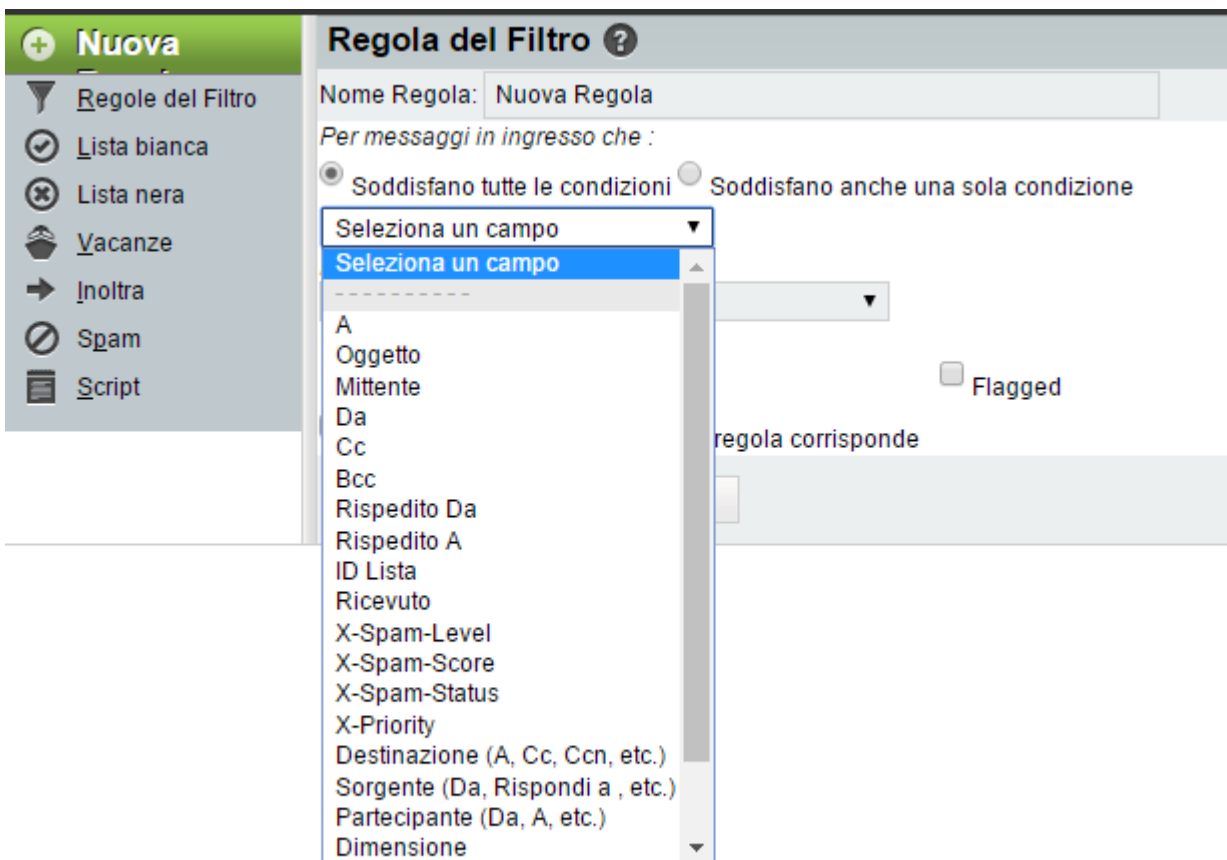 Nuova
Regole del Filtro
Lista bianca
Lista nera
Vacanze
Inoltra
Spam
Script
Regola del Filtro ?
Nome Regola: Nuova Regola
Per messaggi in ingresso che :
Soddisfano tutte le condizioni Soddisfano anche una sola condizione
Seleziona un campo
Seleziona un campo
----------
A
Oggetto
Mittente
Da
Cc
Bcc
Rispedito Da
Rispedito A
ID Lista
Ricevuto
X-Spam-Level
X-Spam-Score
X-Spam-Status
X-Priority
Destinazione (A, Cc, Ccn, etc.)
Sorgente (Da, Rispondi a , etc.)
Partecipante (Da, A, etc.)
Dimensione
Flagged
regola corrisponde